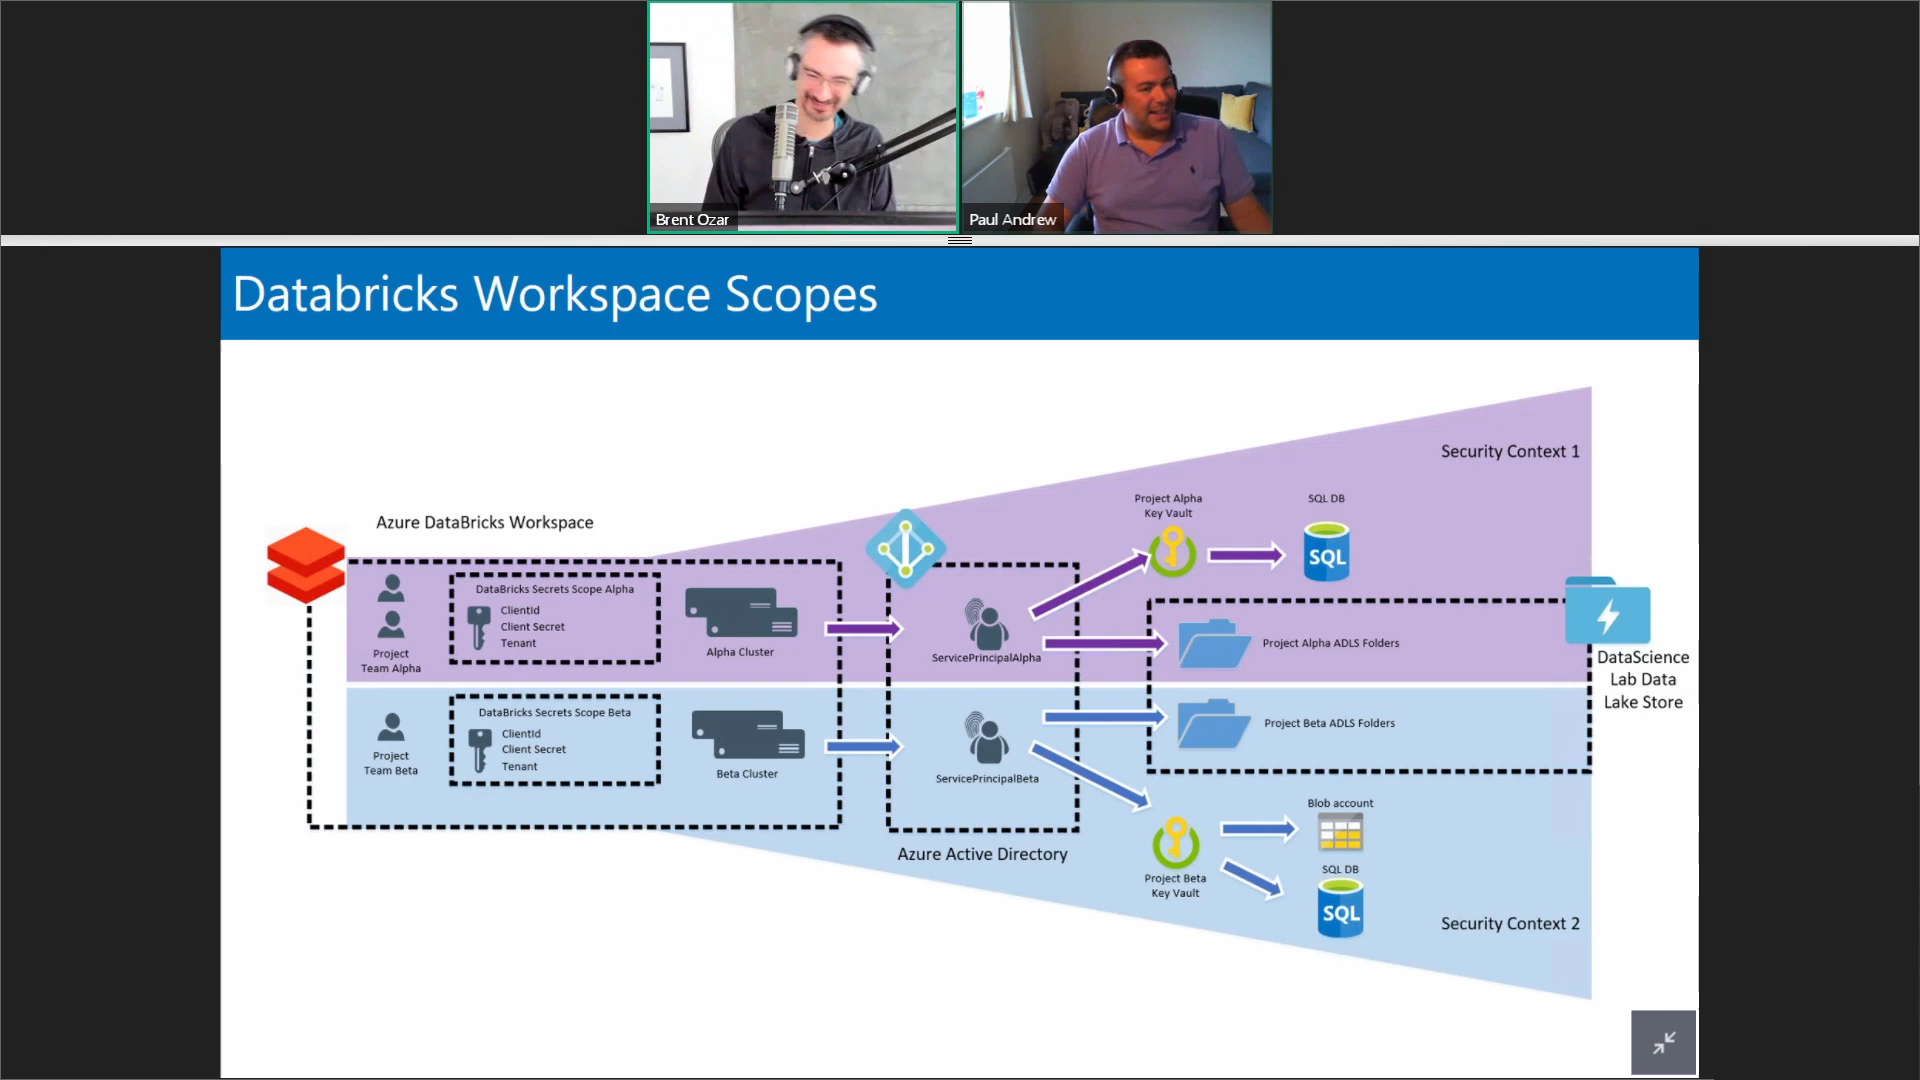 Brent Ozar
Paul Andrew
Databricks Workspace Scopes
Security Context 1
Project Alpha
Key Vault
SQL DB
SQL
Azure DataBricks Workspace
DataBricks Secrets Scope Alpha
ClientId
Client Secret
Tenant
Project
Team Alpha
Alpha Cluster
ServicePrincipalAlpha
Project Alpha ADLS Folders
DataScience
Lab Data
Lake Store
DataBricks Secrets Scope Beta
ClientId
Client Secret
Tenant
Project
Team Beta
Beta Cluster
ServicePrincipalBeta
Project Beta ADLS Folders
Azure Active Directory
Project Beta
Key Vault
Blob account
SQL DB
SQL
Security Context 2